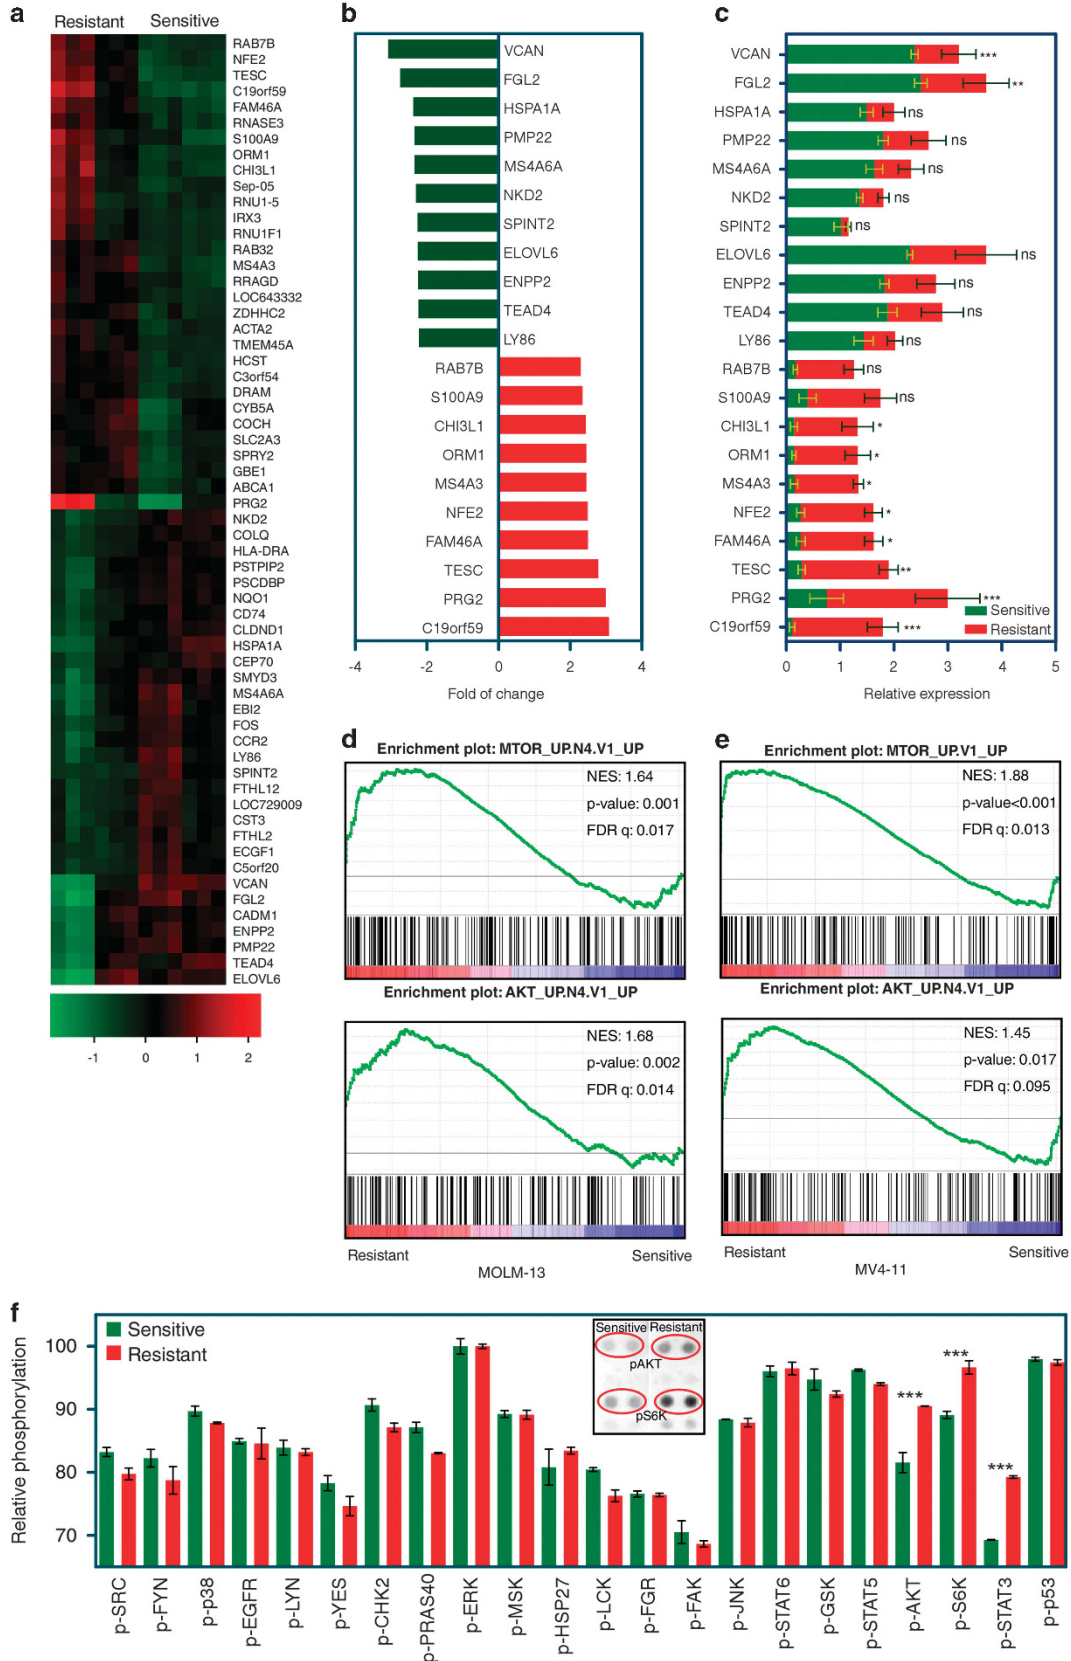 a
Resistant Sensitive
RAB7B
NFE2
TESC
C19orf59
FAM46A
RNASE3
S100A9
ORM1
CHI3L1
Sep-05
RNU1-5
IRX3
RNU1F1
RAB32
MS4A3
RRAGD
LOC643332
ZDHHC2
ACTA2
TMEM45A
HCST
C3orf54
DRAM
CYB5A
COCH
SLC2A3
SPRY2
GBE1
ABCA1
PRG2
NKD2
COLQ
HLA-DRA
PSTPIP2
PSCDBP
NQO1
CD74
CLDND1
HSPA1A
CEP70
SMYD3
MS4A6A
EBI2
FOS
CCR2
LY86
SPINT2
FTHL12
LOC729009
CST3
FTHL2
ECGF1
C5orf20
VCAN
FGL2
CADM1
ENPP2
PMP22
TEAD4
ELOVL6
-1 0 1 2
b
VCAN
FGL2
HSPA1A
PMP22
MS4A6A
NKD2
SPINT2
ELOVL6
ENPP2
TEAD4
LY86
RAB7B
S100A9
CHI3L1
ORM1
MS4A3
NFE2
FAM46A
TESC
PRG2
C19orf59
-4 -2 0 2 4
Fold of change
c
VCAN ***
FGL2 **
HSPA1A ns
PMP22 ns
MS4A6A ns
NKD2 ns
SPINT2 ns
ELOVL6 ns
ENPP2 ns
TEAD4 ns
LY86 ns
RAB7B ns
S100A9 ns
CHI3L1 *
ORM1 *
MS4A3 *
NFE2 *
FAM46A *
TESC **
PRG2 ***
Sensitive
C19orf59 ***
Resistant
0 1 2 3 4 5
Relative expression
d
Enrichment plot: MTOR_UP.N4.V1_UP
NES: 1.64
p-value: 0.001
FDR q: 0.017
Enrichment plot: AKT_UP.N4.V1_UP
NES: 1.68
p-value: 0.002
FDR q: 0.014
Resistant Sensitive
MOLM-13
e
Enrichment plot: MTOR_UP.V1_UP
NES: 1.88
p-value<0.001
FDR q: 0.013
Enrichment plot: AKT_UP.N4.V1_UP
NES: 1.45
p-value: 0.017
FDR q: 0.095
Resistant Sensitive
MV4-11
f
Sensitive
Resistant
Sensitive Resistant
pAKT
pS6K
*** *** ***
Relative phosphorylation
100
90
80
70
p-SRC
p-FYN
p-p38
p-EGFR
p-LYN
p-YES
p-CHK2
p-PRAS40
p-ERK
p-MSK
p-HSP27
p-LCK
p-FGR
p-FAK
p-JNK
p-STAT6
p-GSK
p-STAT5
p-AKT
p-S6K
p-STAT3
p-p53